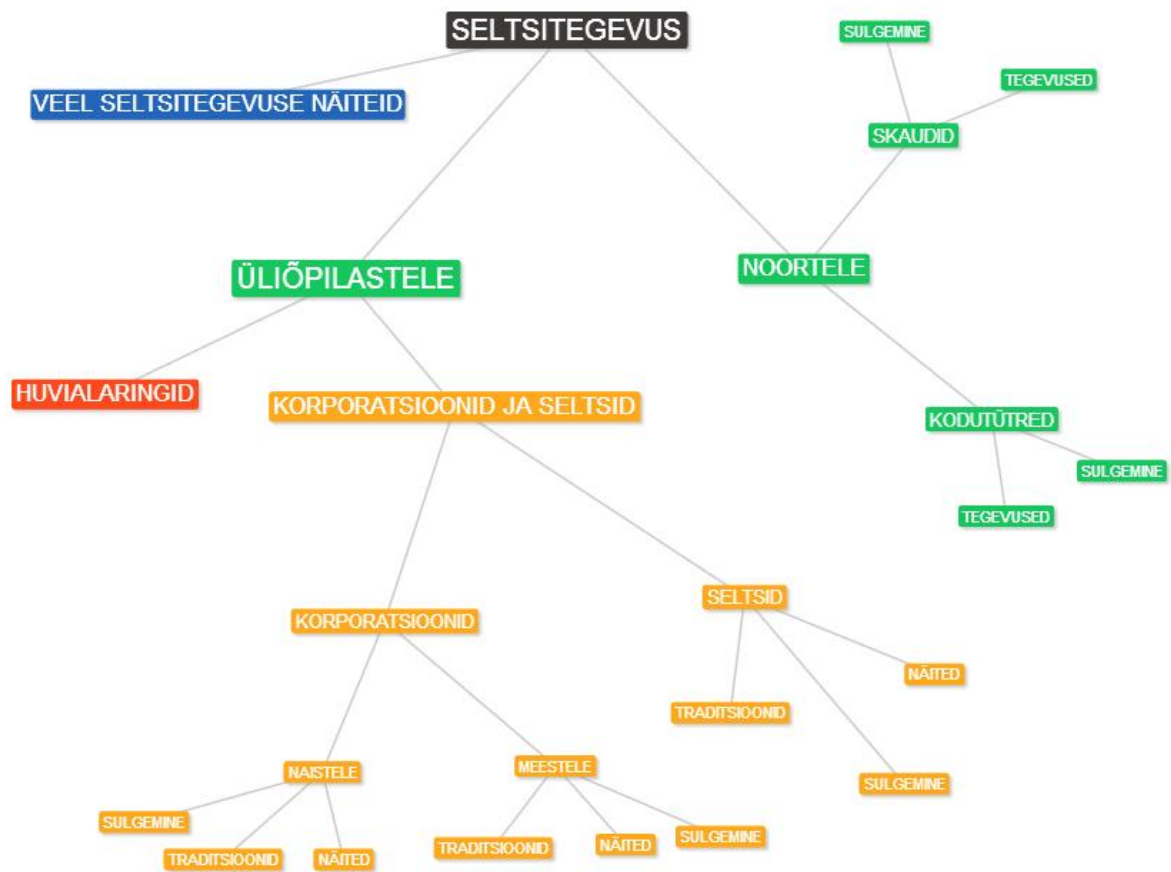 SELTSITEGEVUS
SULGEMINE
TEGEVUSED
VEEL SELTSITEGEVUSE NÄITEID
SKAUDID
ÜLIÕPILASTELE
NOORTELE
HUVIALARINGID
KORPORATSIOONID JA SELTSID
KODUTÜTRED
SULGEMINE
TEGEVUSED
SELTSID
KORPORATSIOONID
NÄITED
TRADITSIOONID
NAISTELE
MEESTELE
SULGEMINE
SULGEMINE
TRADITSIOONID
NÄITED
TRADITSIOONID
NÄITED
SULGEMINE